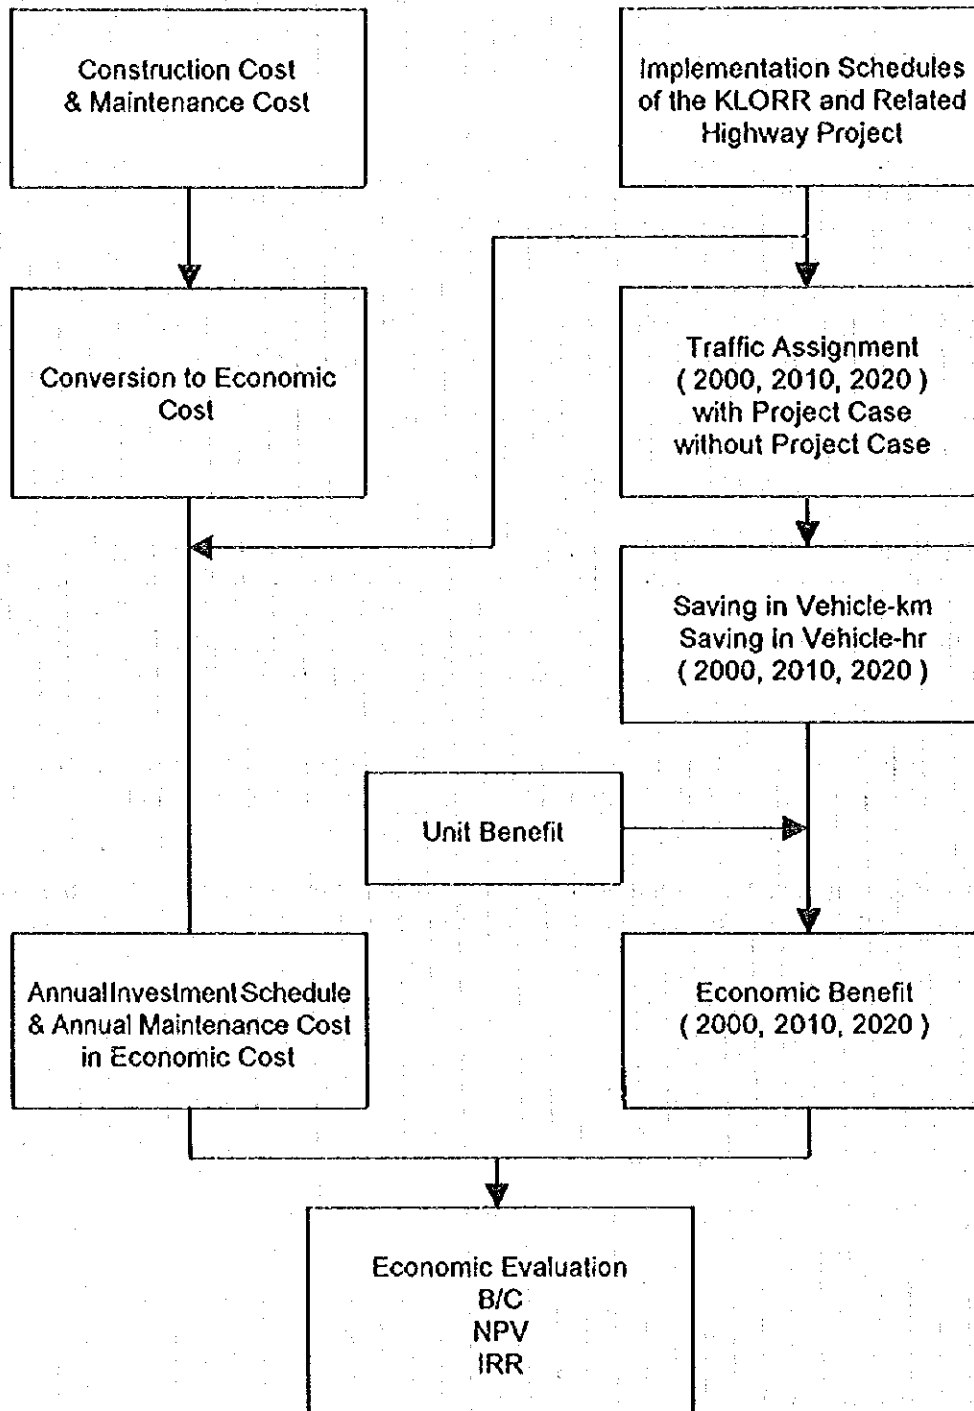 Construction Cost
& Maintenance Cost
Implementation Schedules
of the KLORR and Related
Highway Project
Conversion to Economic
Cost
Traffic Assignment
( 2000, 2010, 2020 )
with Project Case
without Project Case
Saving in Vehicle-km
Saving in Vehicle-hr
( 2000, 2010, 2020 )
Unit Benefit
Annual Investment Schedule
& Annual Maintenance Cost
in Economic Cost
Economic Benefit
( 2000, 2010, 2020 )
Economic Evaluation
B/C
NPV
IRR